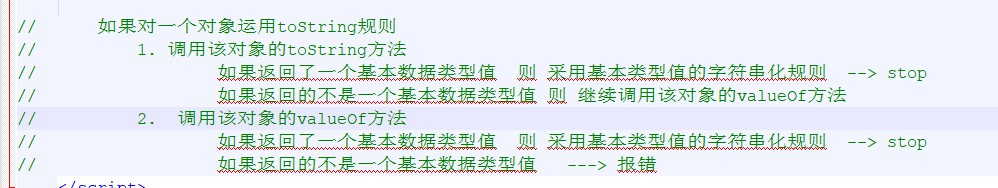 //      如果对一个对象运用toString规则
//          1. 调用该对象的toString方法
//                  如果返回了一个基本数据类型值  则 采用基本类型值的字符串化规则  --> stop
//                  如果返回的不是一个基本数据类型值 则 继续调用该对象的valueOf方法
//          2.  调用该对象的valueOf方法
//                  如果返回了一个基本数据类型值  则 采用基本类型值的字符串化规则  --> stop
//                  如果返回的不是一个基本数据类型值   ---> 报错
</script>